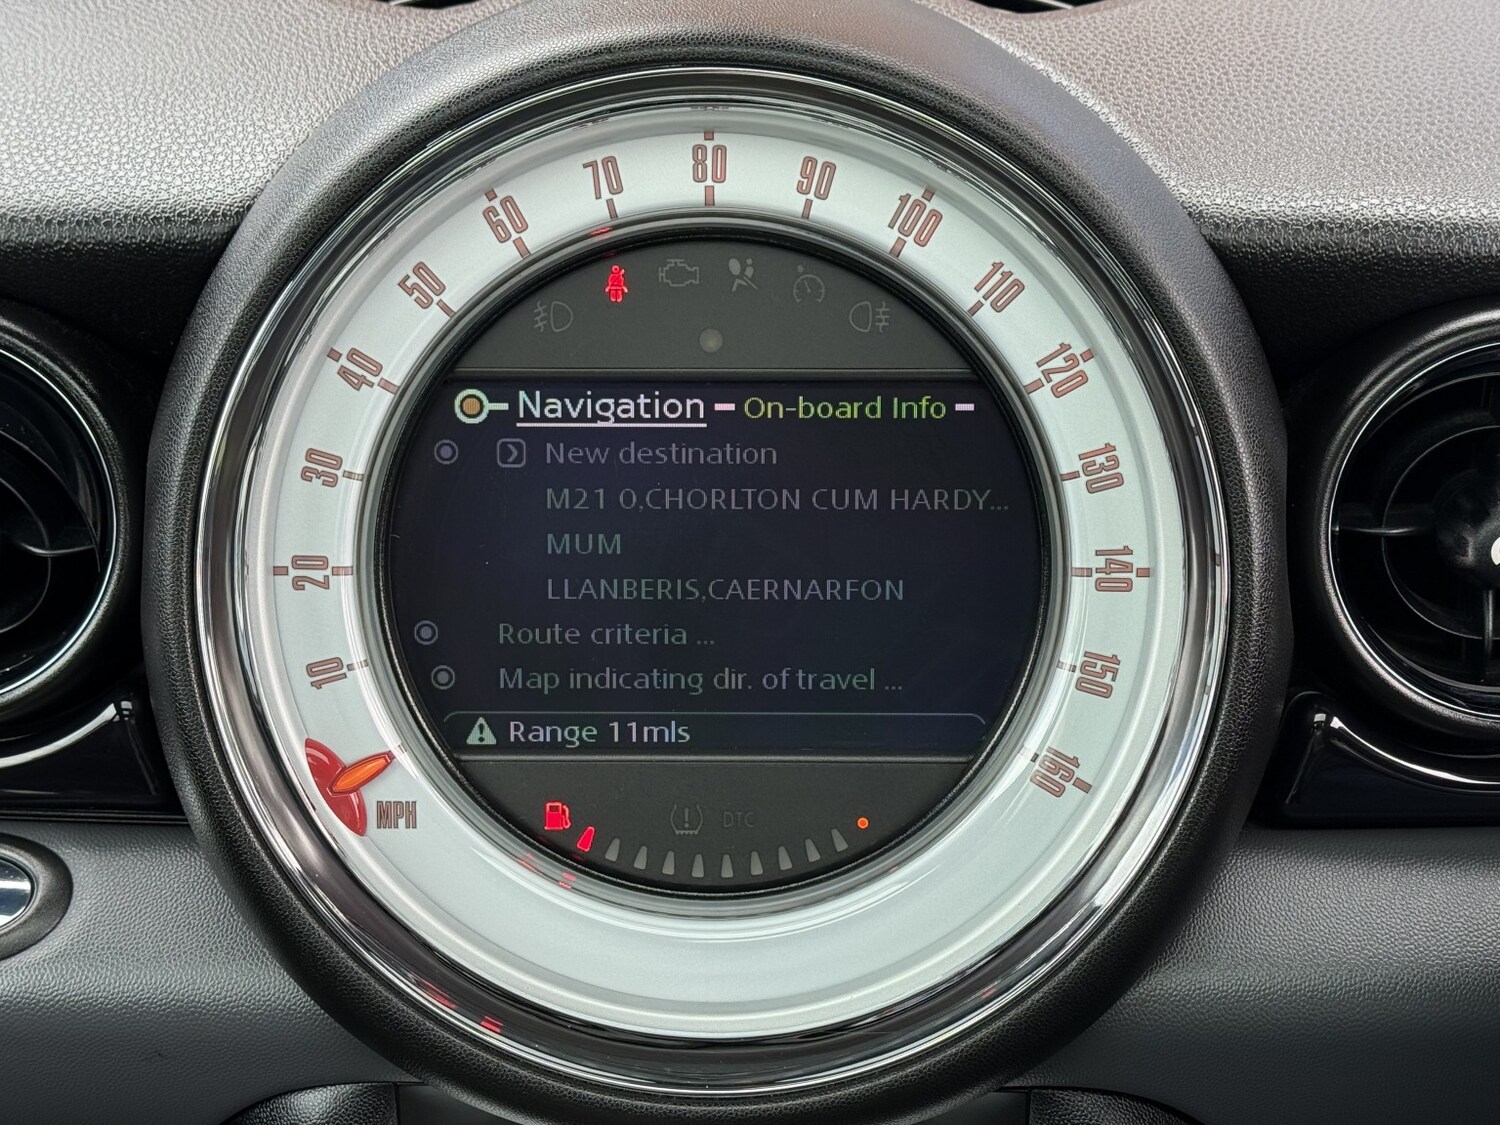 10
20
30
40
50
60
70
80
90
100
110
120
130
140
150
160
MPH
Navigation On-board Info
New destination
M21 0,CHORLTON CUM HARDY...
MUM
LLANBERIS,CAERNARFON
Route criteria ...
Map indicating dir. of travel ...
Range 11mls
DTC